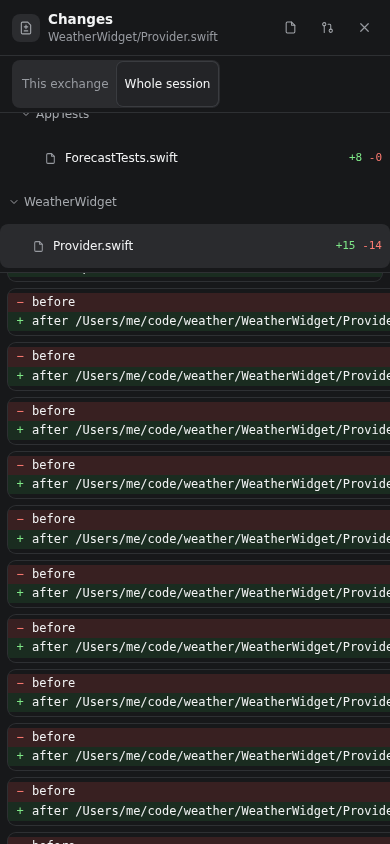 Changes
WeatherWidget/Provider.swift
This exchange Whole session
AppTests
ForecastTests.swift +8 -0
WeatherWidget
Provider.swift +15 -14
− before
+ after /Users/me/code/weather/WeatherWidget/Provide
− before
+ after /Users/me/code/weather/WeatherWidget/Provide
− before
+ after /Users/me/code/weather/WeatherWidget/Provide
− before
+ after /Users/me/code/weather/WeatherWidget/Provide
− before
+ after /Users/me/code/weather/WeatherWidget/Provide
− before
+ after /Users/me/code/weather/WeatherWidget/Provide
− before
+ after /Users/me/code/weather/WeatherWidget/Provide
− before
+ after /Users/me/code/weather/WeatherWidget/Provide
− before
+ after /Users/me/code/weather/WeatherWidget/Provide
− before
+ after /Users/me/code/weather/WeatherWidget/Provide